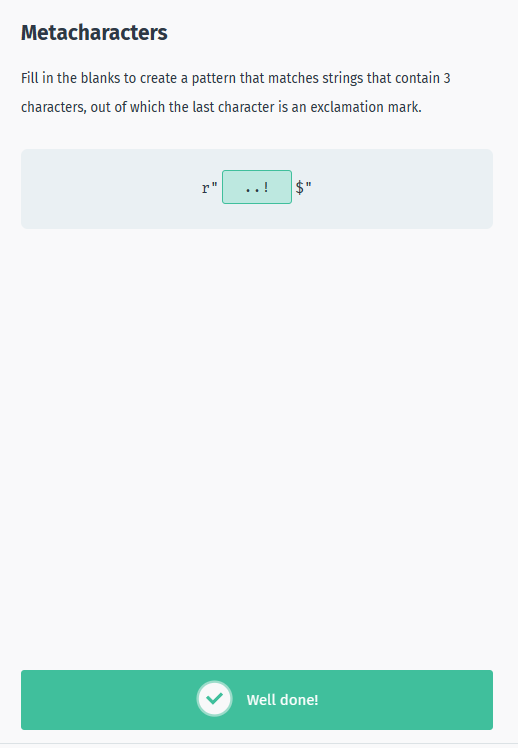 Metacharacters
Fill in the blanks to create a pattern that matches strings that contain 3
characters, out of which the last character is an exclamation mark.
r" ..! $"
Well done!